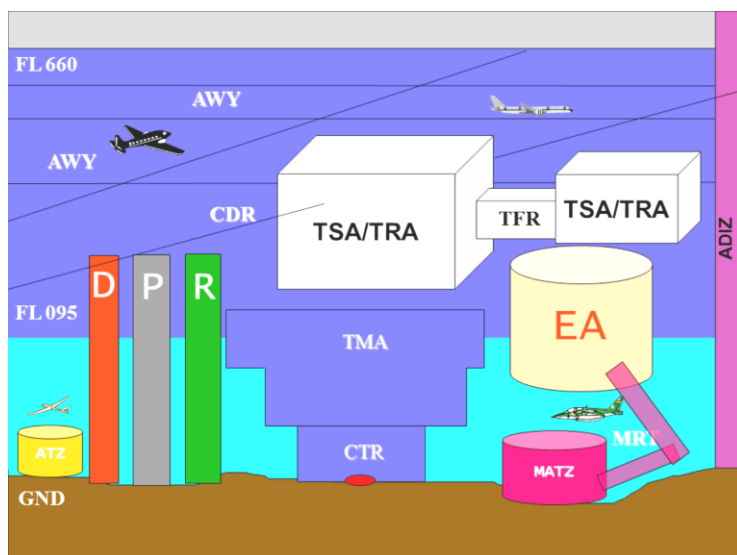 FL 660
AWY
AWY
CDR
TSA/TRA
TFR
TSA/TRA
ADIZ
D
P
R
FL 095
TMA
EA
ATZ
CTR
MRT
MATZ
GND